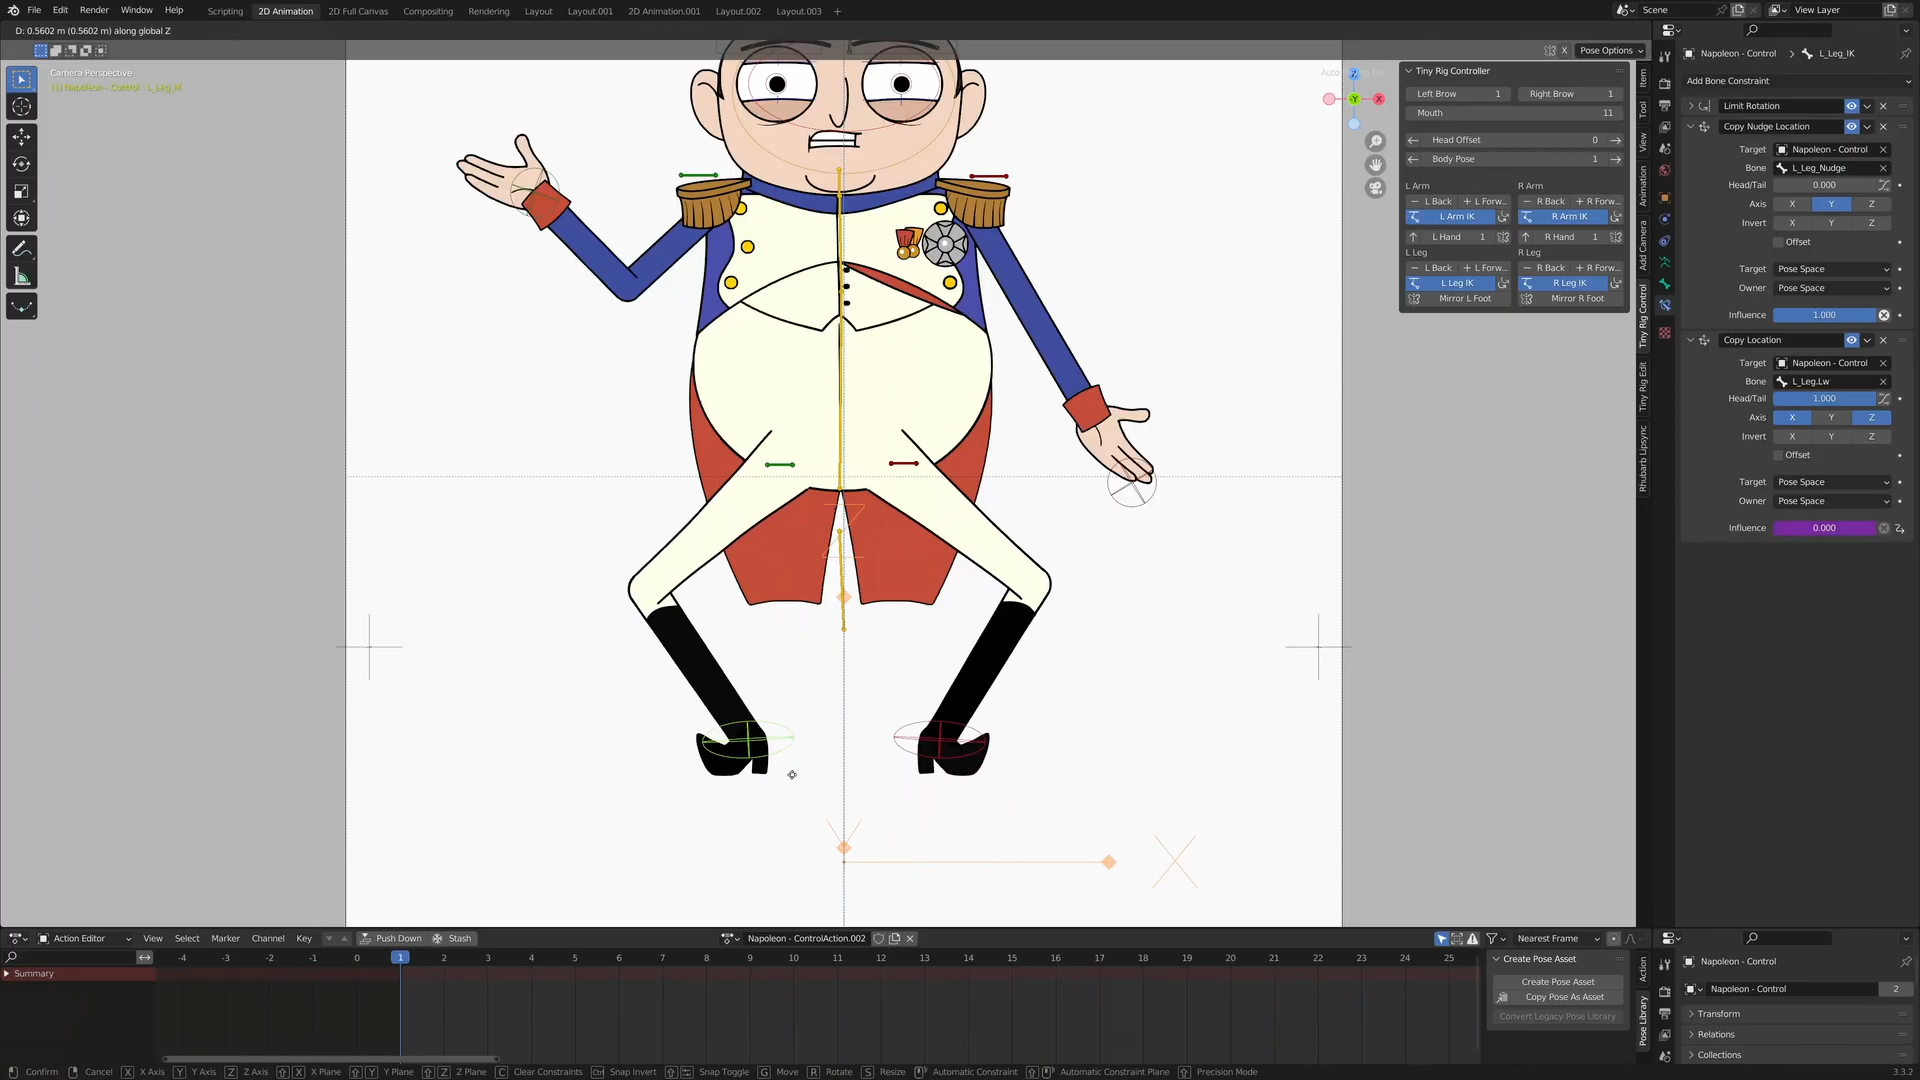 File Edit Render Window Help Scripting 2D Animation 2D Full Canvas Compositing Rendering Layout Layout.001 2D Animation.001 Layout.002 Layout.003 + Scene View Layer
D: 0.5602 m (0.5602 m) along global Z
X Pose Options
Camera Perspective
(1) Napoleon - Control : L_Leg_IK
Tiny Rig Controller
Left Brow 1 Right Brow 1
Mouth 11
Head Offset 0
Body Pose 1
L Arm R Arm
L Back L Forw... R Back R Forw...
L Arm IK R Arm IK
L Hand 1 R Hand 1
L Leg R Leg
L Back L Forw... R Back R Forw...
L Leg IK R Leg IK
Mirror L Foot Mirror R Foot
Z
Y
X
Z
-Y
X
Item
Tool
View
Animation
Add Camera
Tiny Rig Control
Tiny Rig Edit
Rhubarb Lipsync
Napoleon - Control > L_Leg_IK
Add Bone Constraint
Limit Rotation
Copy Nudge Location
Target Napoleon - Control
Bone L_Leg_Nudge
Head/Tail 0.000
Axis X Y Z
Invert X Y Z
Offset
Target Pose Space
Owner Pose Space
Influence 1.000
Copy Location
Target Napoleon - Control
Bone L_Leg.Lw
Head/Tail 1.000
Axis X Y Z
Invert X Y Z
Offset
Target Pose Space
Owner Pose Space
Influence 0.000
Action Editor View Select Marker Channel Key Push Down Stash Napoleon - ControlAction.002 Nearest Frame
-4 -3 -2 -1 0 1 2 3 4 5 6 7 8 9 10 11 12 13 14 15 16 17 18 19 20 21 22 23 24 25
Summary
Create Pose Asset
Create Pose Asset
Copy Pose As Asset
Convert Legacy Pose Library
Action
Pose Library
Napoleon - Control
Napoleon - Control 2
Transform
Relations
Collections
Confirm Cancel X X Axis Y Y Axis Z Z Axis X X Plane Y Y Plane Z Z Plane C Clear Constraints Ctrl Snap Invert Snap Toggle G Move R Rotate S Resize Automatic Constraint Automatic Constraint Plane Precision Mode 3.3.2